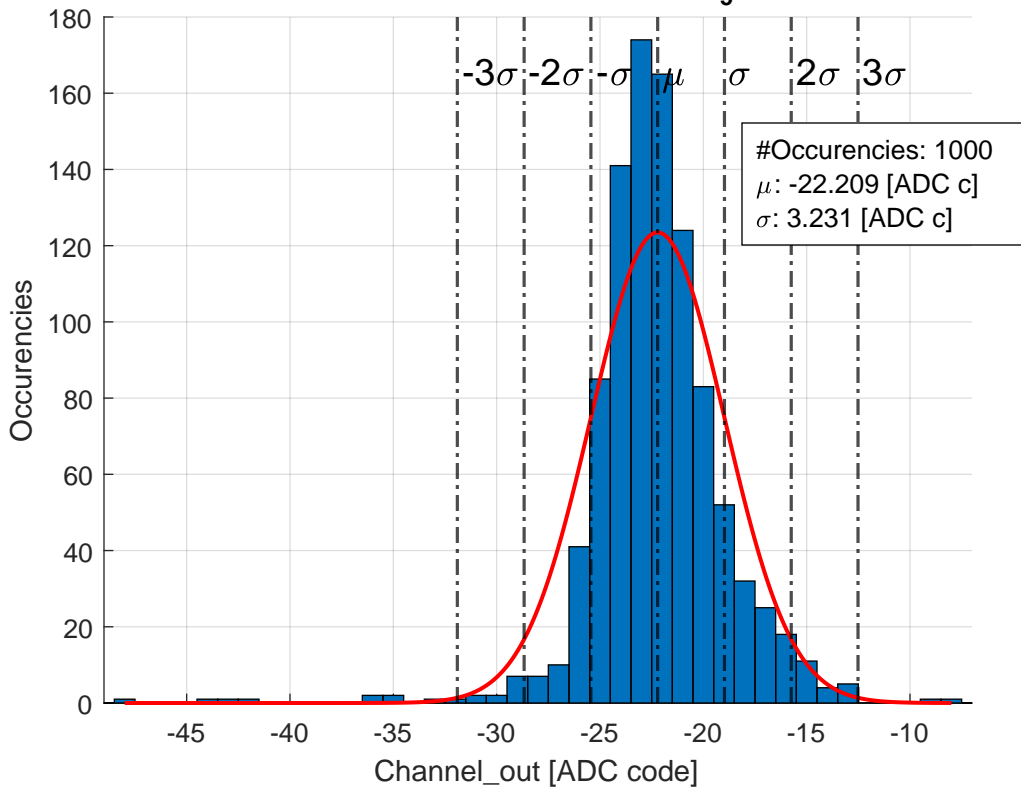 g
180
160
140
120
100
80
60
40
20
0
-3σ -2σ -σ μ σ 2σ 3σ
#Occurencies: 1000
μ: -22.209 [ADC c]
σ: 3.231 [ADC c]
Occurencies
-45 -40 -35 -30 -25 -20 -15 -10
Channel_out [ADC code]